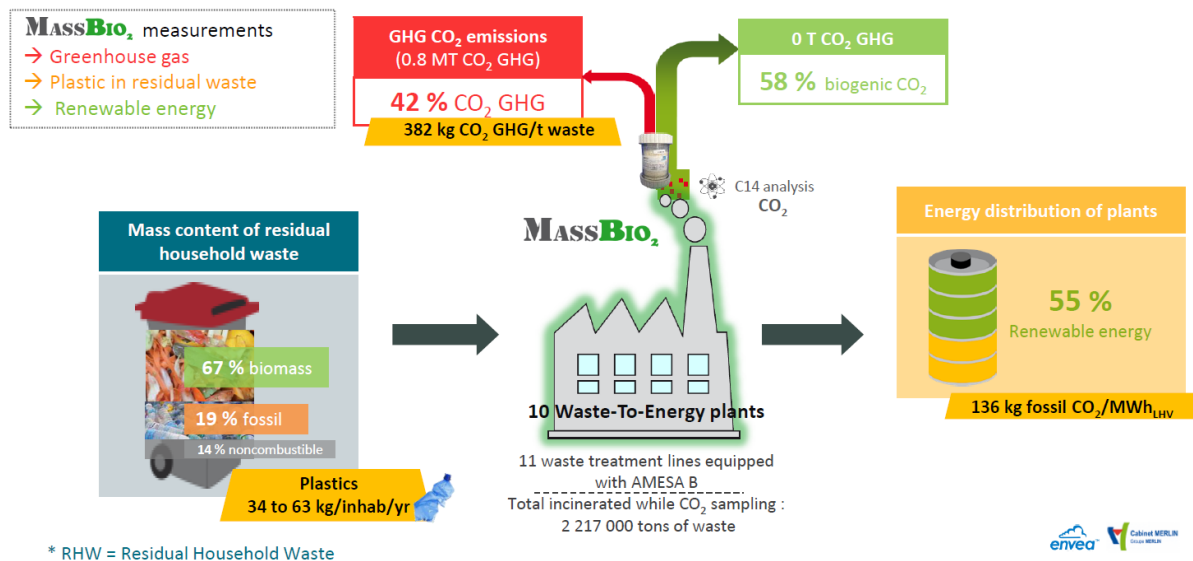 MASSBIO₂ measurements
→ Greenhouse gas
→ Plastic in residual waste
→ Renewable energy
GHG CO₂ emissions
(0.8 MT CO₂ GHG)
42 % CO₂ GHG
382 kg CO₂ GHG/t waste
0 T CO₂ GHG
58 % biogenic CO₂
C14 analysis
CO₂
MASSBIO₂
Mass content of residual
household waste
67 % biomass
19 % fossil
14 % noncombustible
Plastics
34 to 63 kg/inhab/yr
10 Waste-To-Energy plants
11 waste treatment lines equipped
with AMESA B
Total incinerated while CO₂ sampling :
2 217 000 tons of waste
Energy distribution of plants
55 %
Renewable energy
136 kg fossil CO₂/MWhLHV
* RHW = Residual Household Waste
envea™
Cabinet MERLIN
Groupe MERLIN